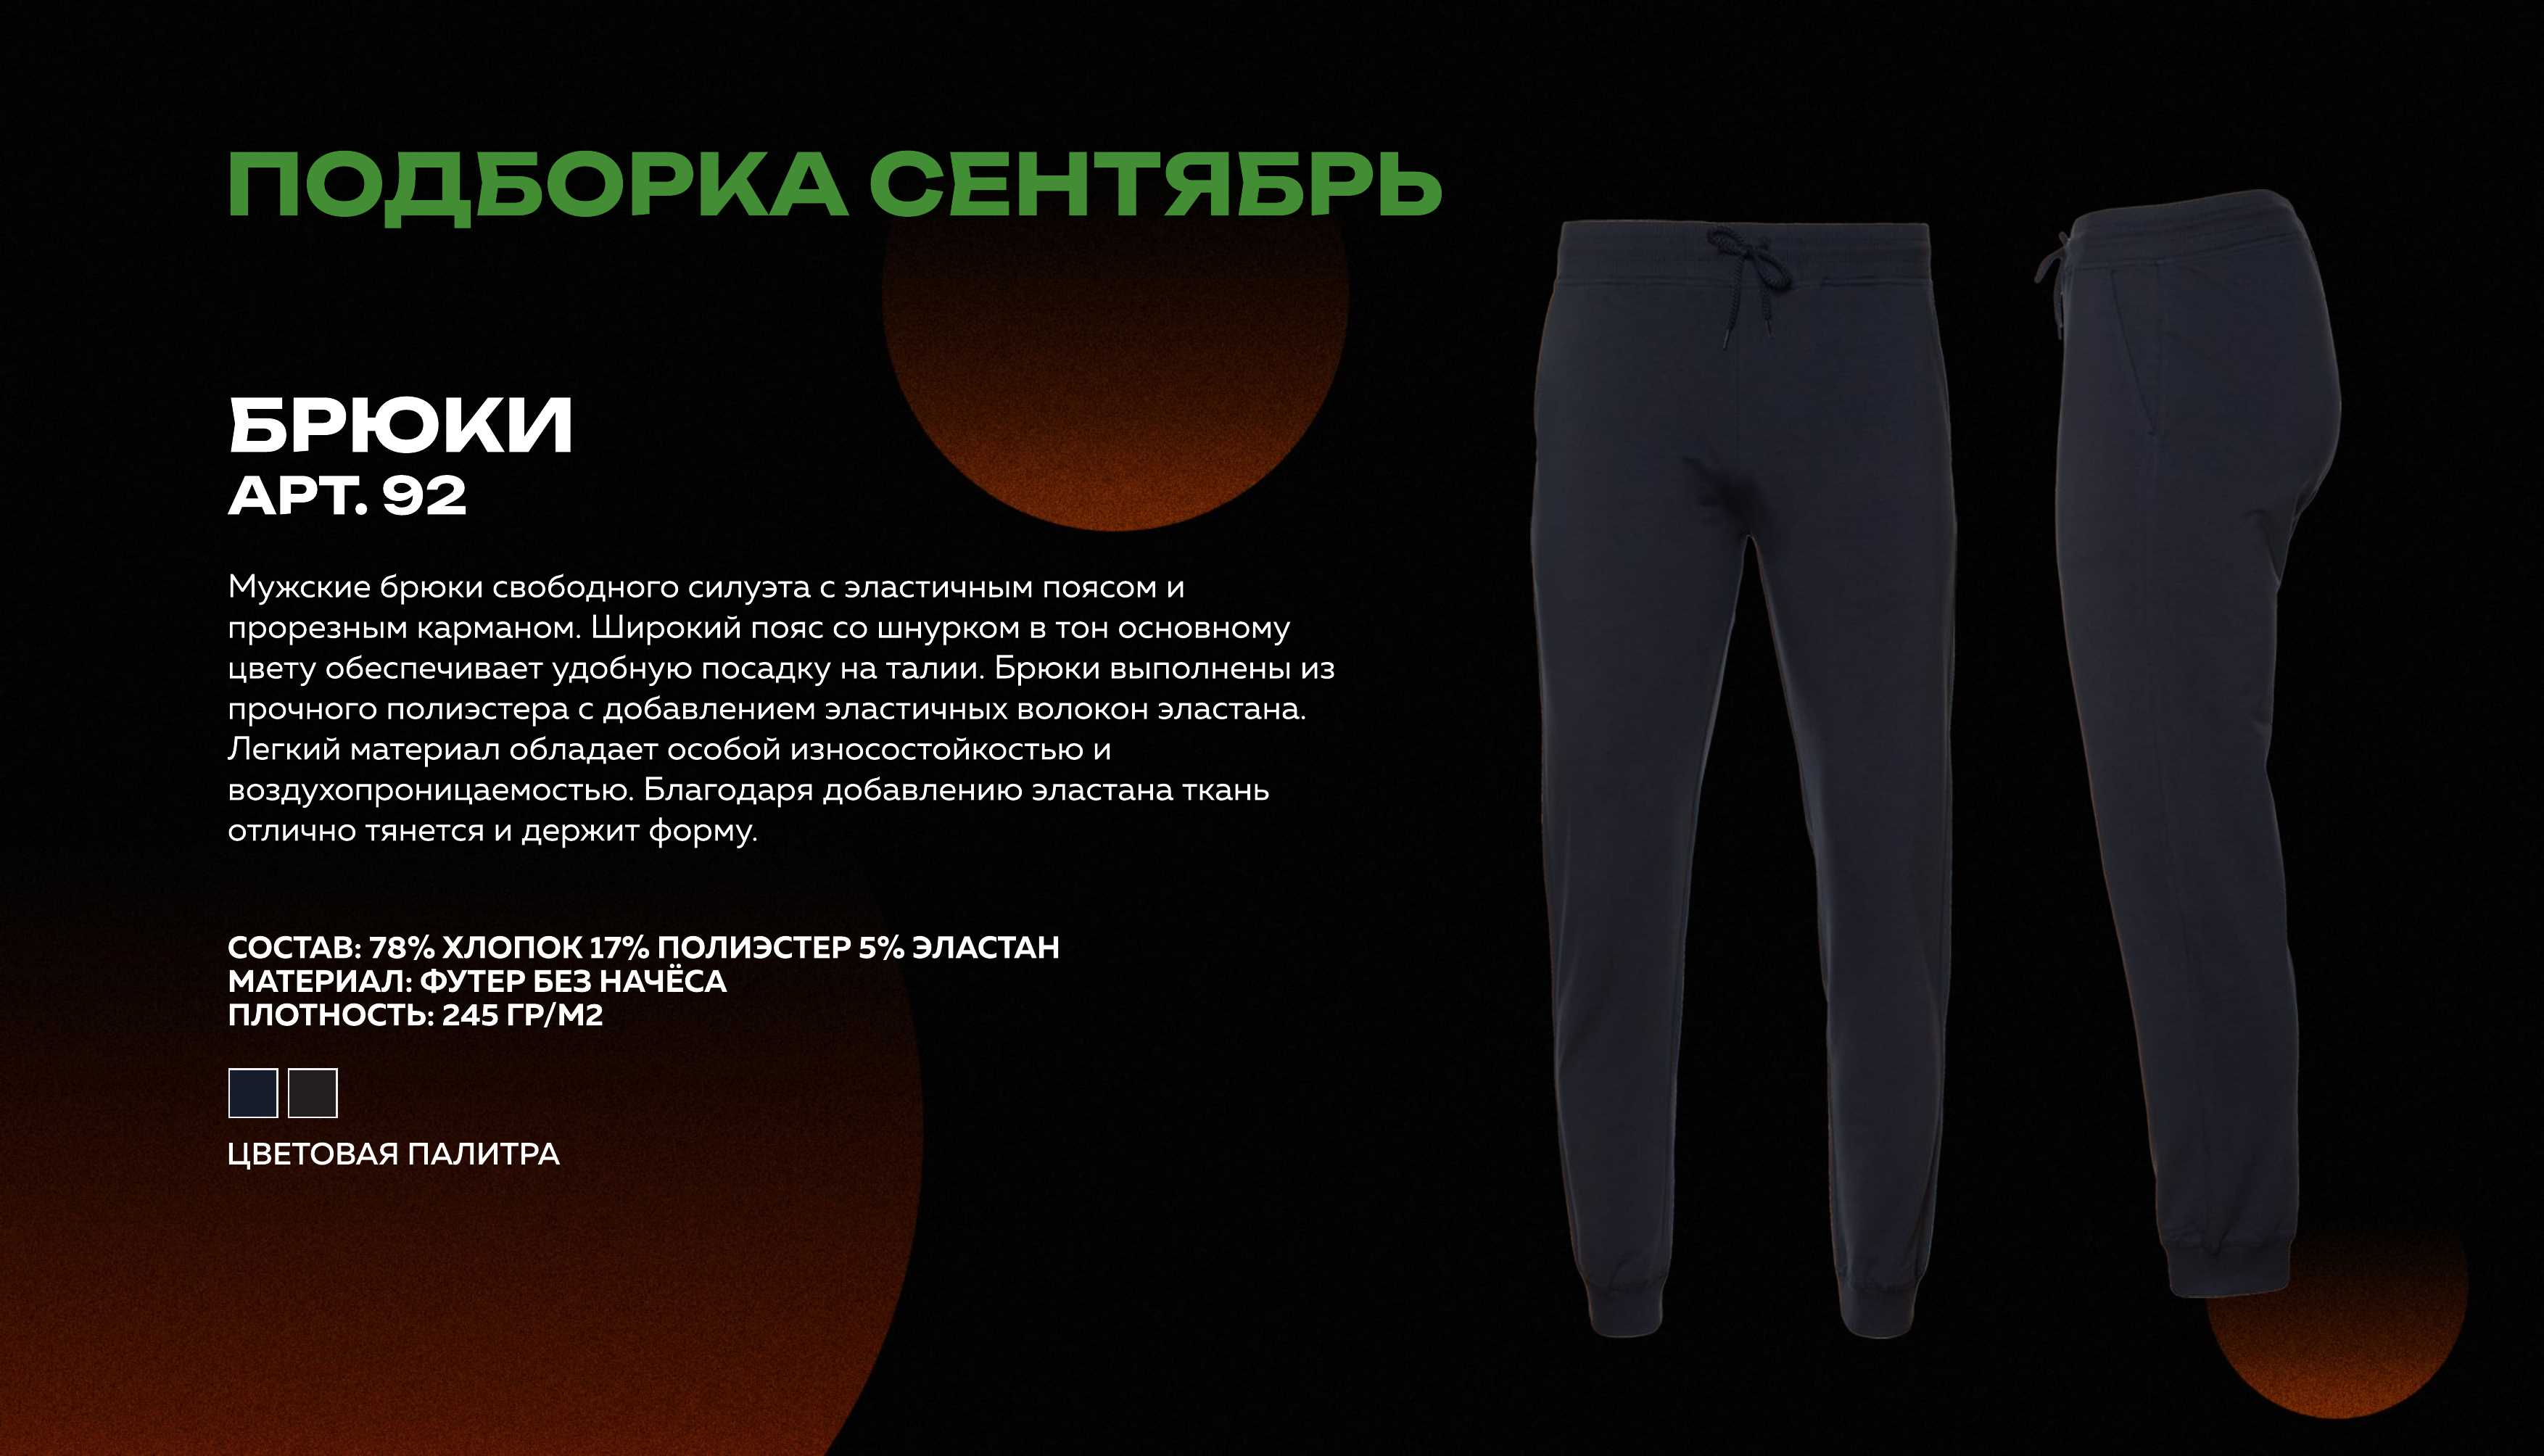 ПОДБОРКА СЕНТЯБРЬ
БРЮКИ
АРТ. 92
Мужские брюки свободного силуэта с эластичным поясом и
прорезным карманом. Широкий пояс со шнурком в тон основному
цвету обеспечивает удобную посадку на талии. Брюки выполнены из
прочного полиэстера с добавлением эластичных волокон эластана.
Легкий материал обладает особой износостойкостью и
воздухопроницаемостью. Благодаря добавлению эластана ткань
отлично тянется и держит форму.
СОСТАВ: 78% ХЛОПОК 17% ПОЛИЭСТЕР 5% ЭЛАСТАН
МАТЕРИАЛ: ФУТЕР БЕЗ НАЧЁСА
ПЛОТНОСТЬ: 245 ГР/М2
ЦВЕТОВАЯ ПАЛИТРА